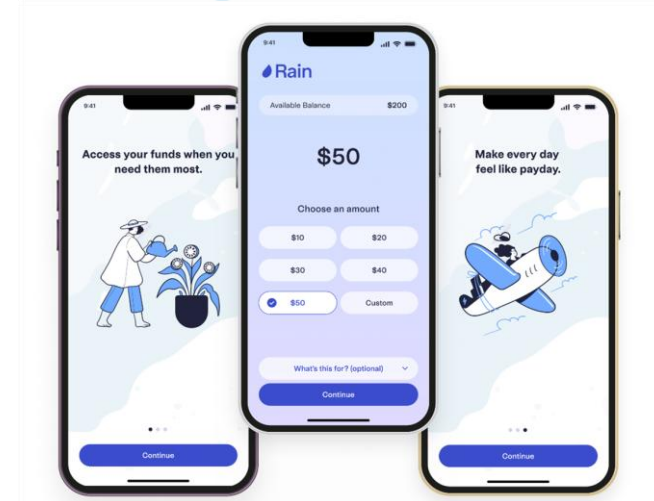 9:41
Access your funds when you
need them most.
Continue
9:41
Rain
Available Balance $200
$50
Choose an amount
$10 $20
$30 $40
$50 Custom
What's this for? (optional)
Continue
9:41
Make every day
feel like payday.
Continue